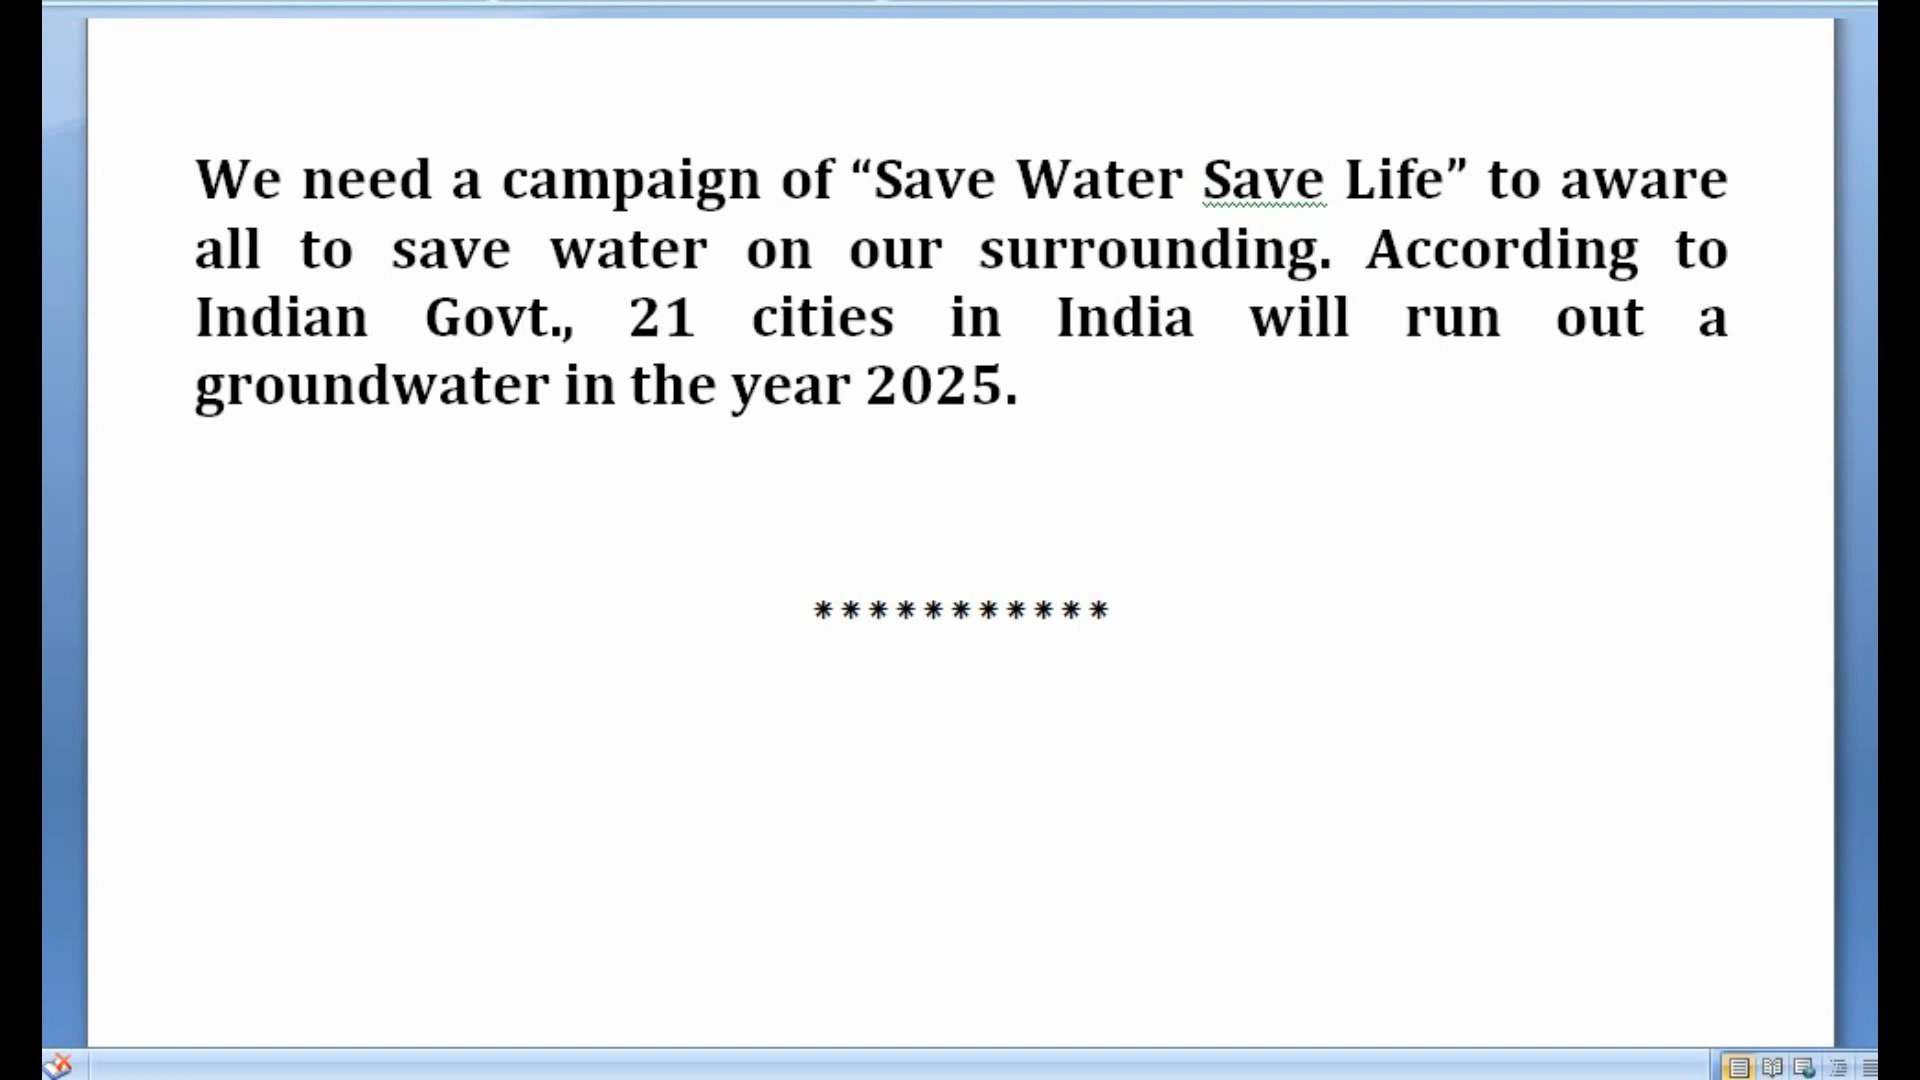 We need a campaign of “Save Water Save Life” to aware
all to save water on our surrounding. According to
Indian Govt., 21 cities in India will run out a
groundwater in the year 2025.
***********